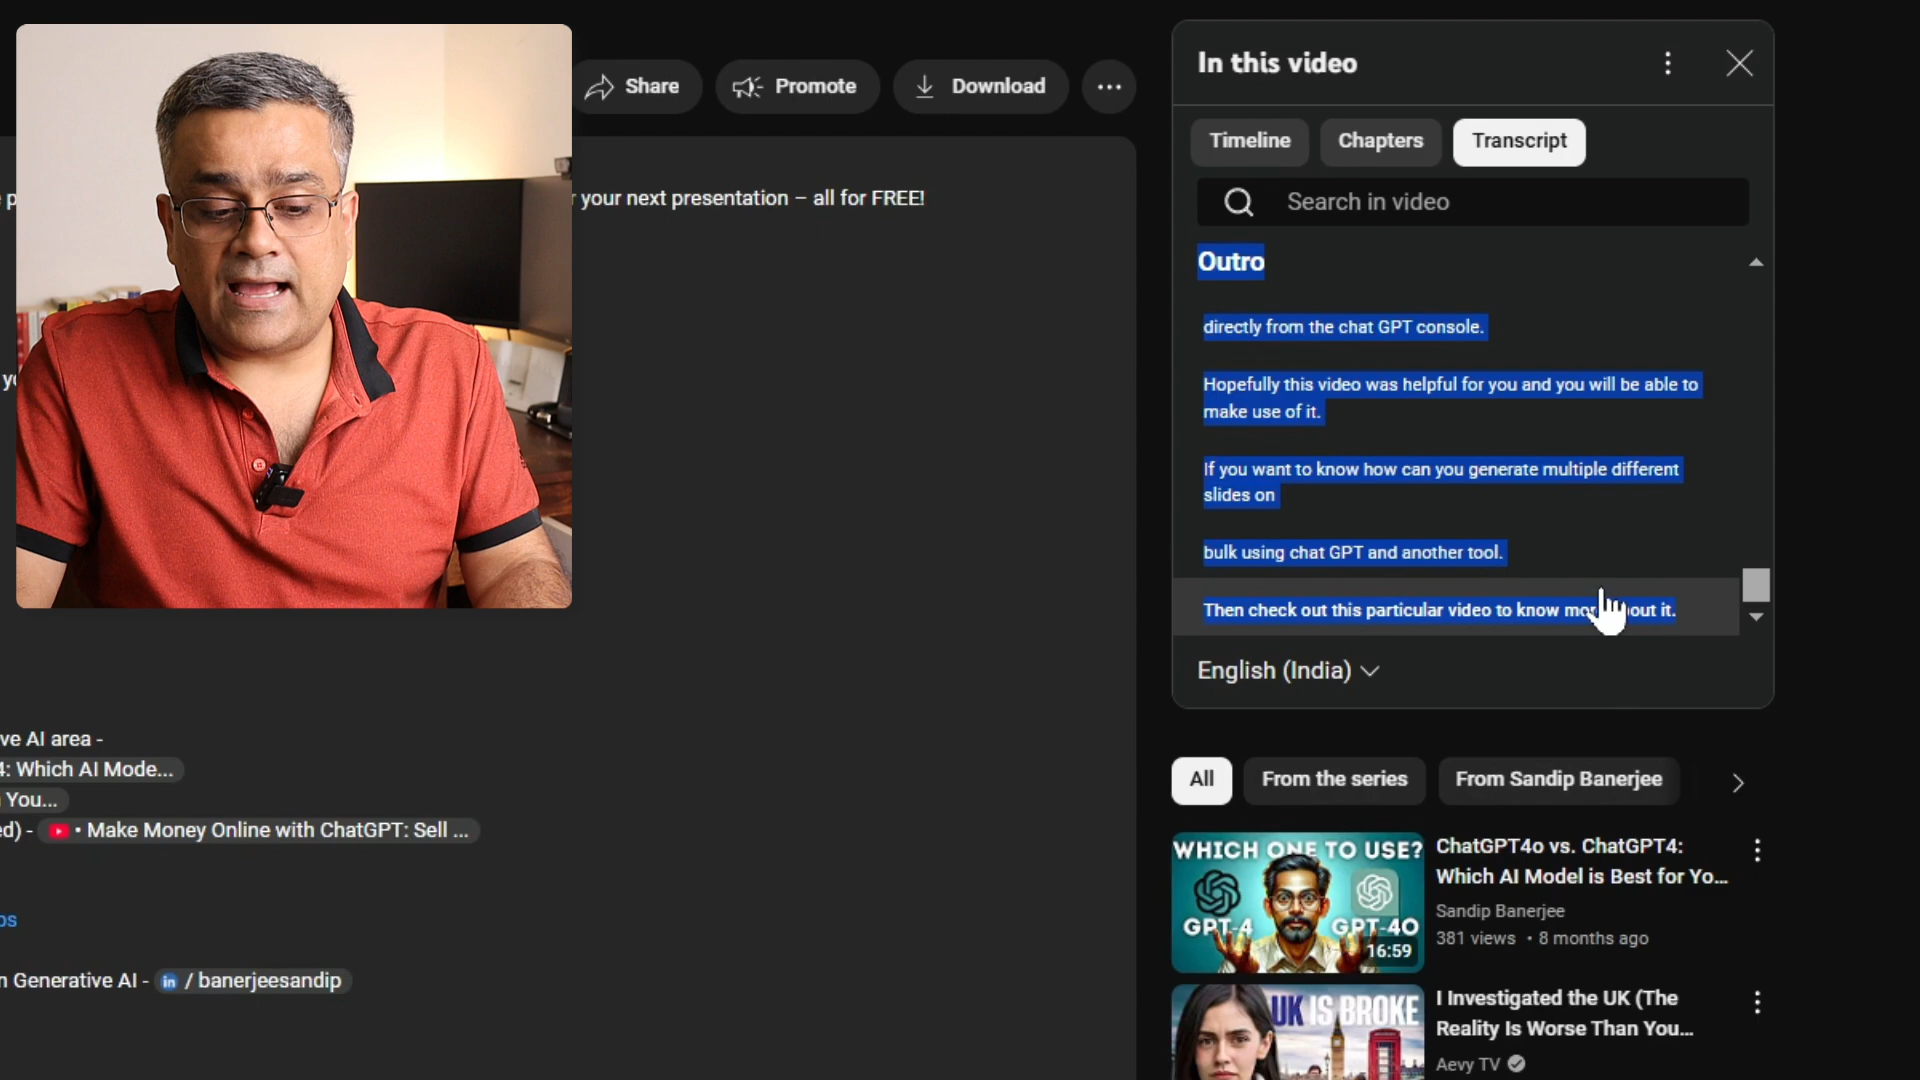 Share
Promote
Download
your next presentation – all for FREE!
ve AI area -
4: Which AI Mode...
You...
ed) - • Make Money Online with ChatGPT: Sell ...
os
n Generative AI - in / banerjeesandip
In this video
Timeline
Chapters
Transcript
Search in video
Outro
directly from the chat GPT console.
Hopefully this video was helpful for you and you will be able to
make use of it.
If you want to know how can you generate multiple different
slides on
bulk using chat GPT and another tool.
Then check out this particular video to know more about it.
English (India)
All
From the series
From Sandip Banerjee
WHICH ONE TO USE?
GPT-4
GPT-4O
16:59
ChatGPT4o vs. ChatGPT4:
Which AI Model is Best for Yo...
Sandip Banerjee
381 views • 8 months ago
UK IS BROKE
I Investigated the UK (The
Reality Is Worse Than You...
Aevy TV